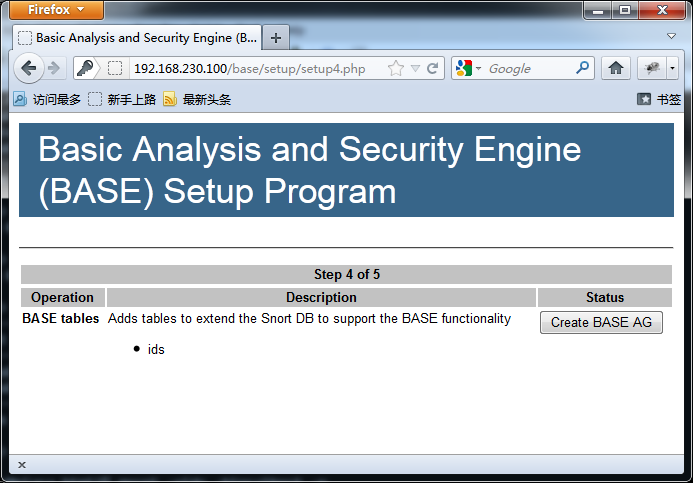 Firefox
Basic Analysis and Security Engine (B...
192.168.230.100/base/setup/setup4.php
Google
访问最多 新手上路 最新头条 书签
Basic Analysis and Security Engine
(BASE) Setup Program
Step 4 of 5
Operation Description Status
BASE tables Adds tables to extend the Snort DB to support the BASE functionality Create BASE AG
ids
x